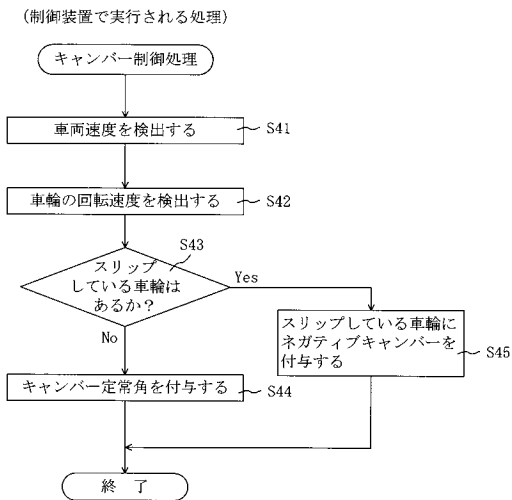 (制御装置で実行される処理)
キャンバー制御処理
車両速度を検出する
S41
車輪の回転速度を検出する
S42
S43
スリップ
している車輪は
あるか?
Yes
No
スリップしている車輪に
ネガティブキャンバーを
付与する
S45
キャンバー定常角を付与する
S44
終 了